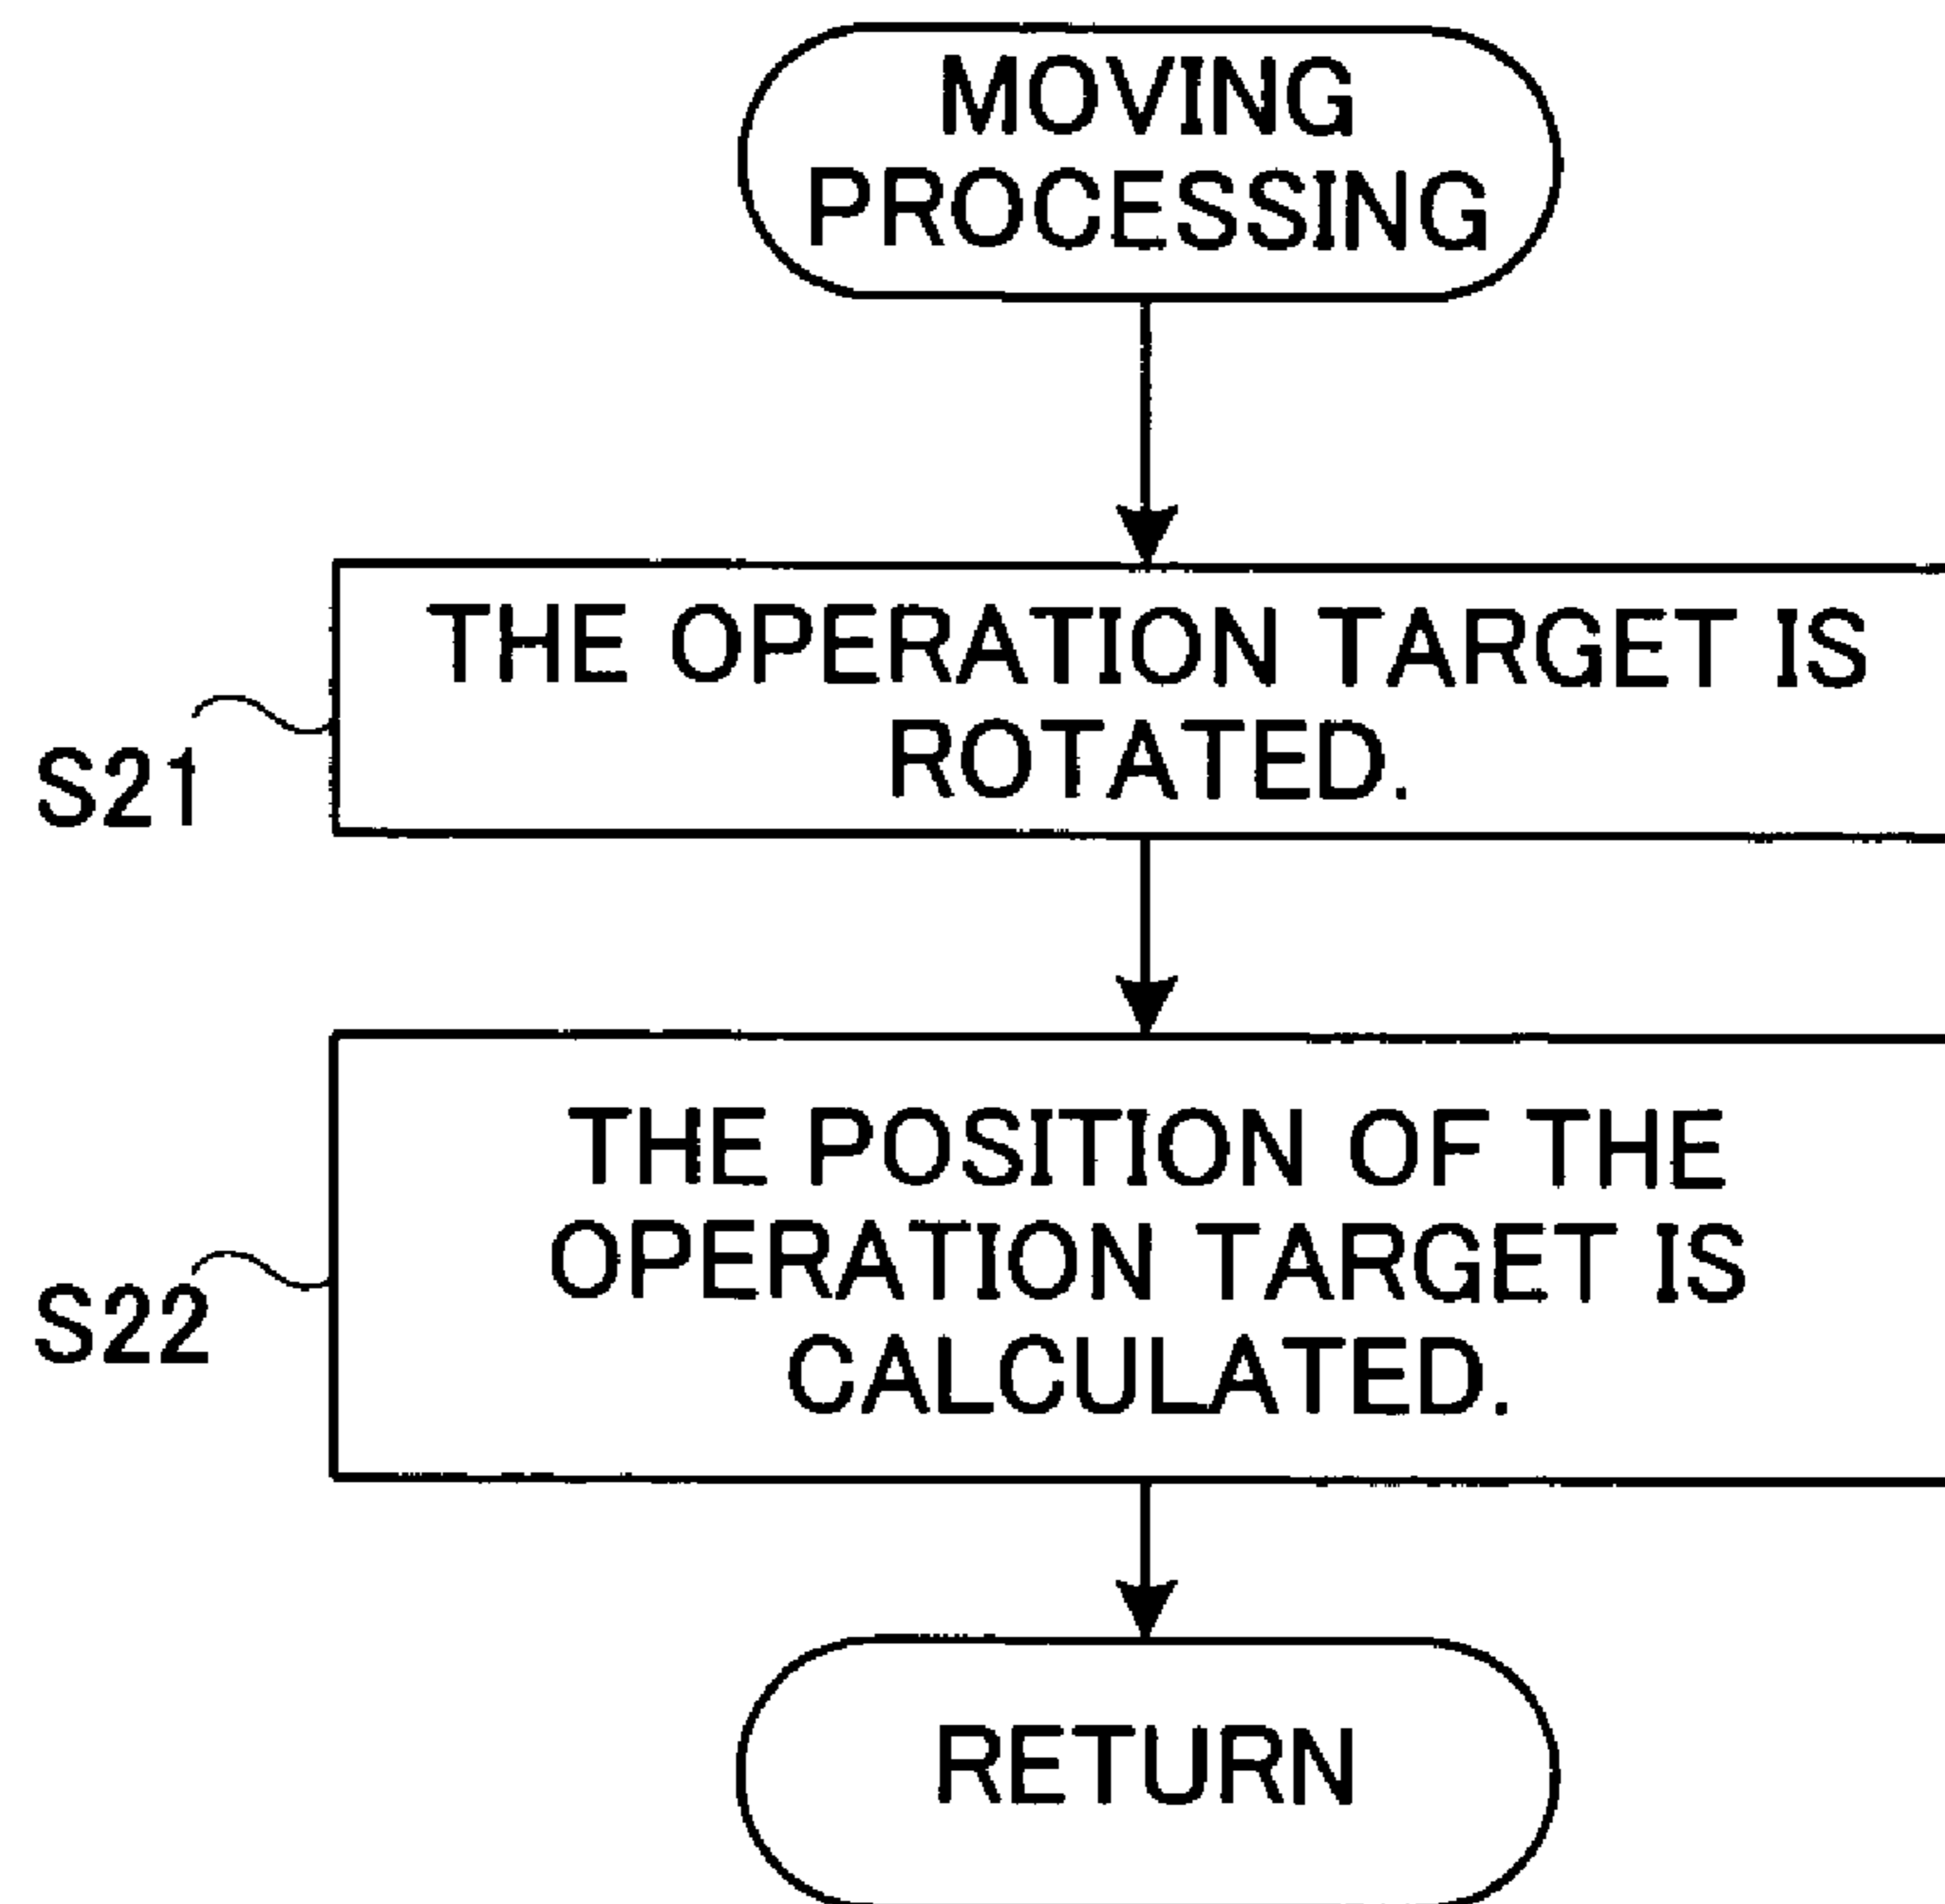 MOVING
PROCESSING
THE OPERATION TARGET IS
ROTATED.
S21
THE POSITION OF THE
OPERATION TARGET IS
CALCULATED.
S22
RETURN